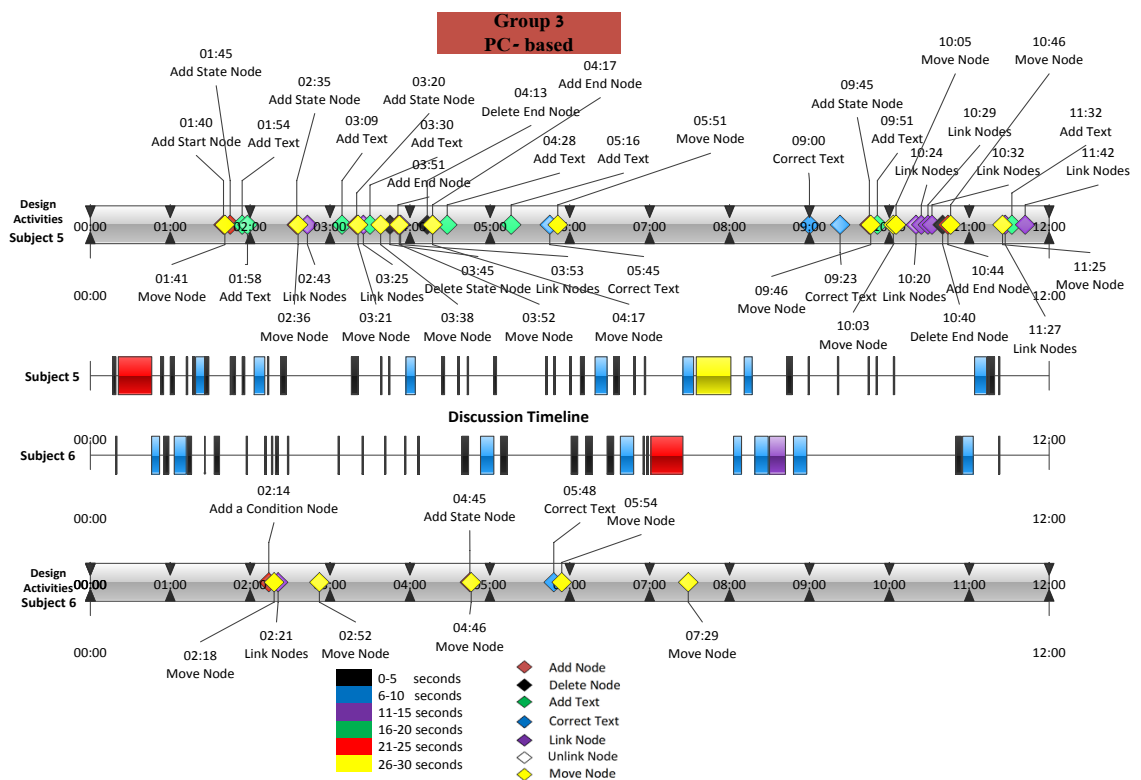 Group 3
PC- based
01:45
Add State Node
02:35
Add State Node
03:20
Add State Node
04:17
Add End Node
04:13
Delete End Node
10:05
Move Node
10:46
Move Node
01:40
Add Start Node
01:54
Add Text
03:09
Add Text
03:30
Add Text
03:51
Add End Node
04:28
Add Text
05:16
Add Text
05:51
Move Node
09:00
Correct Text
09:45
Add State Node
09:51
Add Text
10:24
Link Nodes
10:29
Link Nodes
10:32
Link Nodes
11:32
Add Text
11:42
Link Nodes
Design
Activities
Subject 5
00:00
01:00
02:00
03:00
04:00
05:00
06:00
07:00
08:00
09:00
10:00
11:00
12:00
00:00
12:00
01:41
Move Node
01:58
Add Text
02:43
Link Nodes
03:25
Link Nodes
03:45
Delete State Node
03:53
Link Nodes
05:45
Correct Text
09:46
Move Node
09:23
Correct Text
10:20
Link Nodes
10:44
Add End Node
11:25
Move Node
02:36
Move Node
03:21
Move Node
03:38
Move Node
03:52
Move Node
04:17
Move Node
10:03
Move Node
10:40
Delete End Node
11:27
Link Nodes
Subject 5
Discussion Timeline
00:00
12:00
Subject 6
00:00
12:00
02:14
Add a Condition Node
04:45
Add State Node
05:48
Correct Text
05:54
Move Node
Design
Activities
Subject 6
00:00
01:00
02:00
03:00
04:00
05:00
06:00
07:00
08:00
09:00
10:00
11:00
12:00
00:00
12:00
02:18
Move Node
02:21
Link Nodes
02:52
Move Node
04:46
Move Node
07:29
Move Node
0-5 seconds
6-10 seconds
11-15 seconds
16-20 seconds
21-25 seconds
26-30 seconds
Add Node
Delete Node
Add Text
Correct Text
Link Node
Unlink Node
Move Node